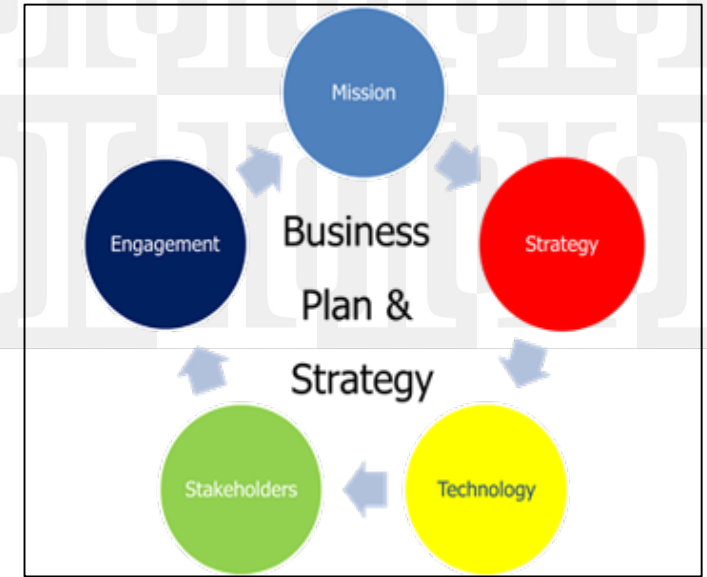 Mission
Engagement
Business
Plan &
Strategy
Strategy
Stakeholders
Technology